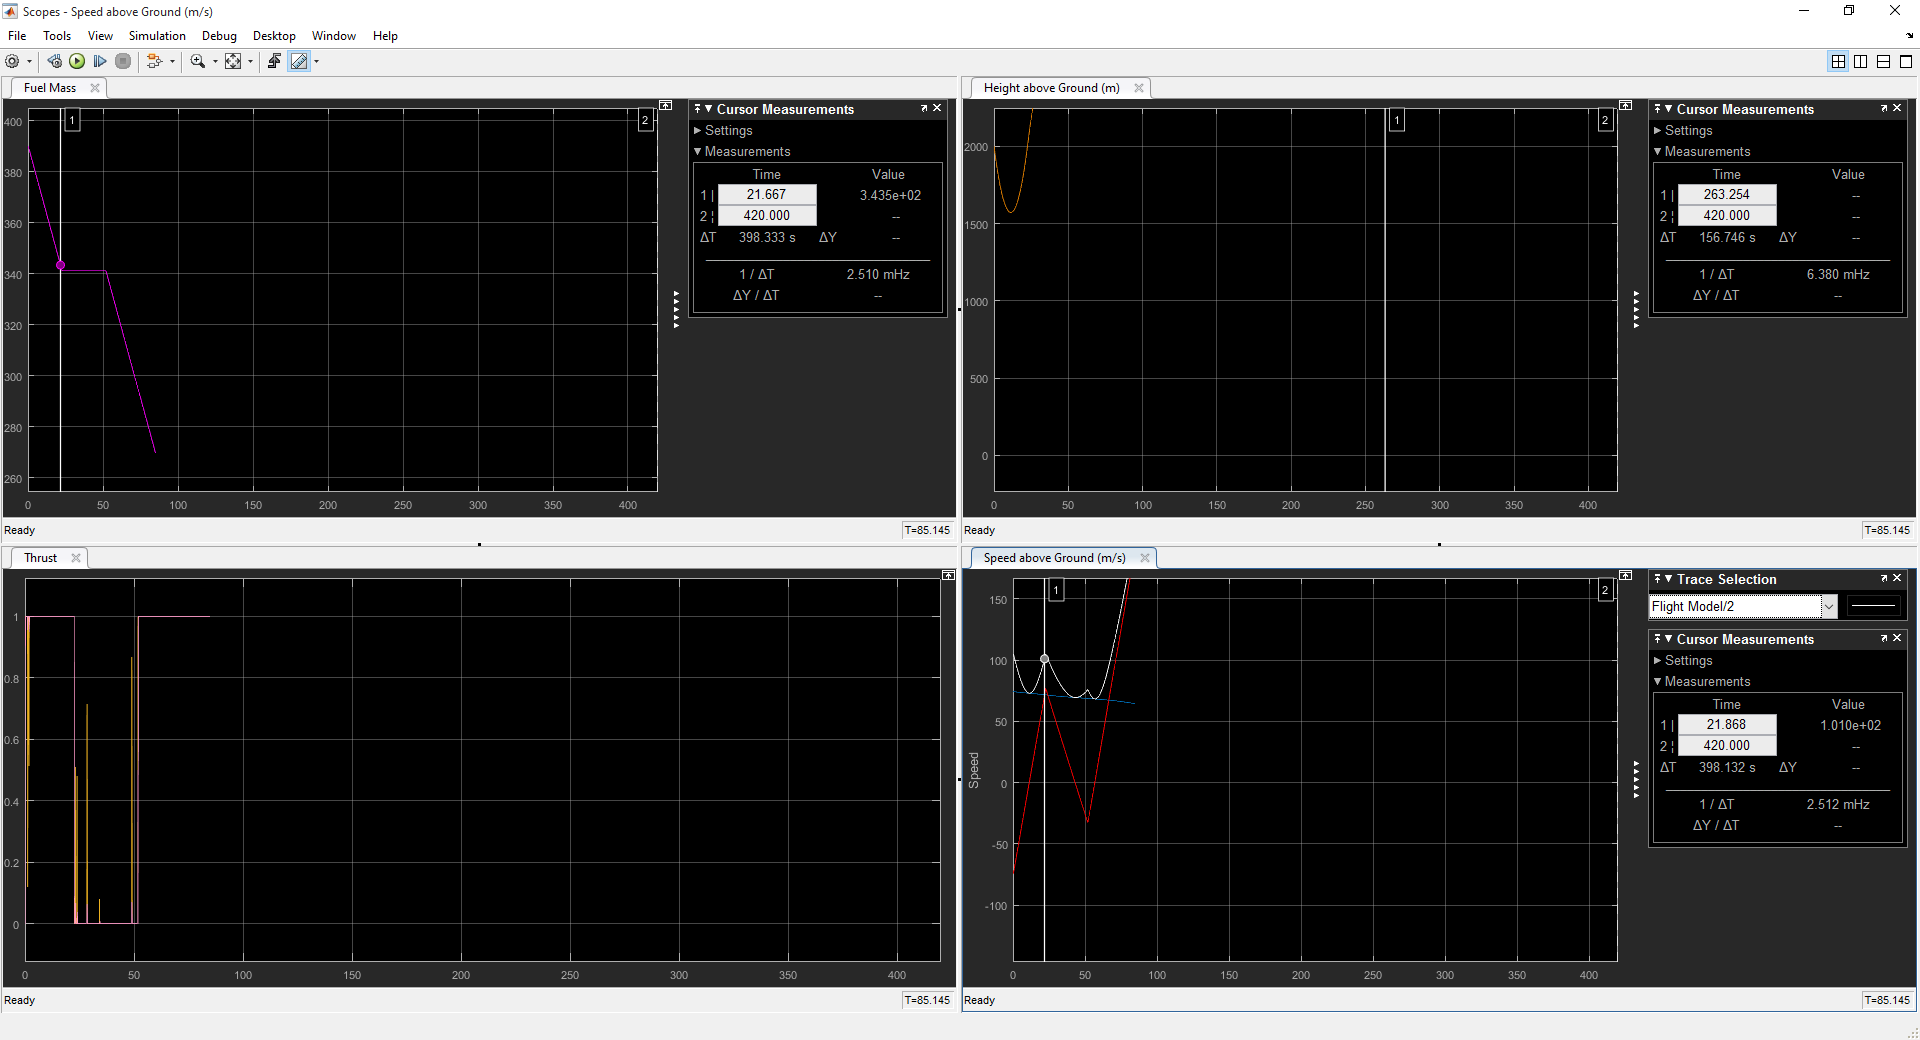 Scopes - Speed above Ground (m/s)
File Tools View Simulation Debug Desktop Window Help
Fuel Mass
400
380
360
340
320
300
280
260
0 50 100 150 200 250 300 350 400
1
2
Cursor Measurements
Settings
Measurements
Time Value
1 | 21.667 3.435e+02
2 ¦ 420.000 --
ΔT 398.333 s ΔY --
1 / ΔT 2.510 mHz
ΔY / ΔT --
Ready T=85.145
Height above Ground (m)
2000
1500
1000
500
0
0 50 100 150 200 250 300 350 400
1
2
Cursor Measurements
Settings
Measurements
Time Value
1 | 263.254 --
2 ¦ 420.000 --
ΔT 156.746 s ΔY --
1 / ΔT 6.380 mHz
ΔY / ΔT --
Ready T=85.145
Thrust
1
0.8
0.6
0.4
0.2
0
0 50 100 150 200 250 300 350 400
Ready T=85.145
Speed above Ground (m/s)
150
100
50
0
-50
-100
Speed
0 50 100 150 200 250 300 350 400
1
2
Trace Selection
Flight Model/2
Cursor Measurements
Settings
Measurements
Time Value
1 | 21.868 1.010e+02
2 ¦ 420.000 --
ΔT 398.132 s ΔY --
1 / ΔT 2.512 mHz
ΔY / ΔT --
Ready T=85.145